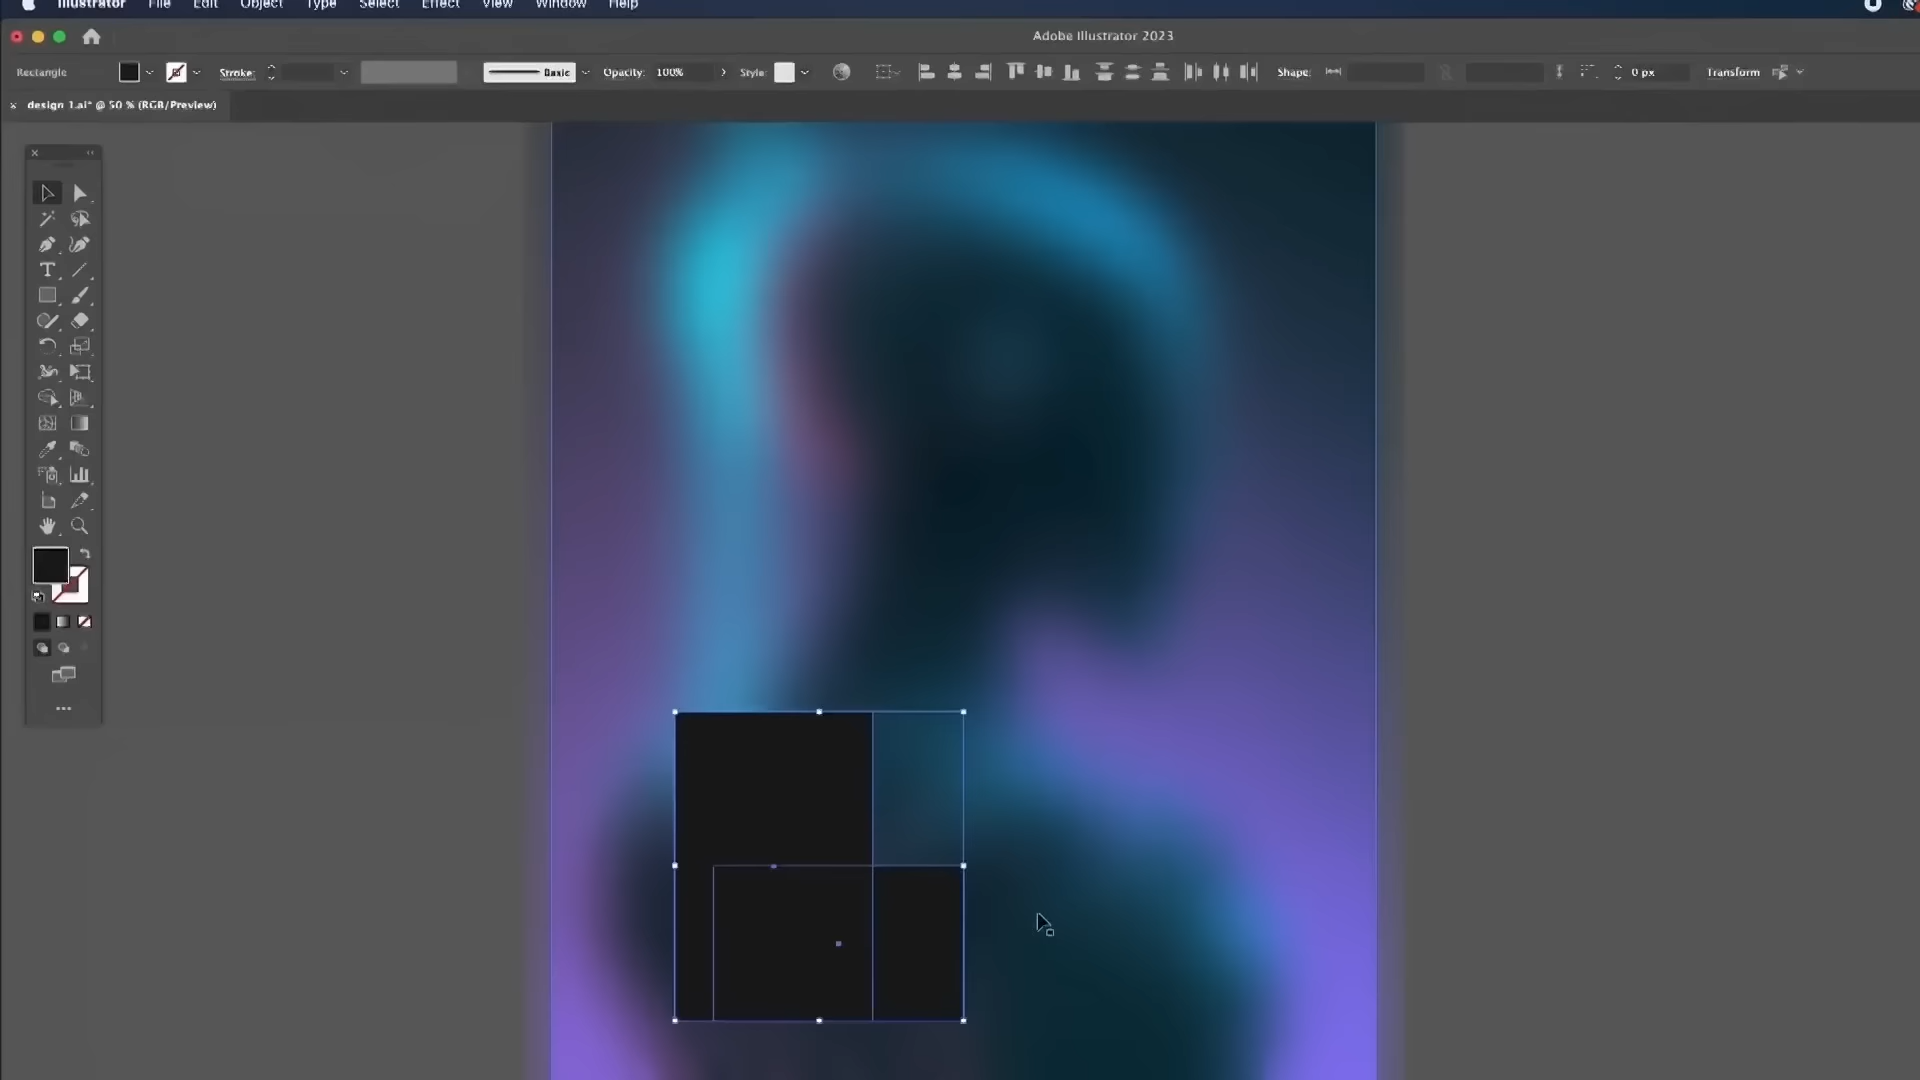 Illustrator File Edit Object Type Select Effect View Window Help
Adobe Illustrator 2023
Rectangle Stroke: Basic Opacity: 100% Style: Shape: 0 px Transform
design 1.ai* @ 50 % (RGB/Preview)